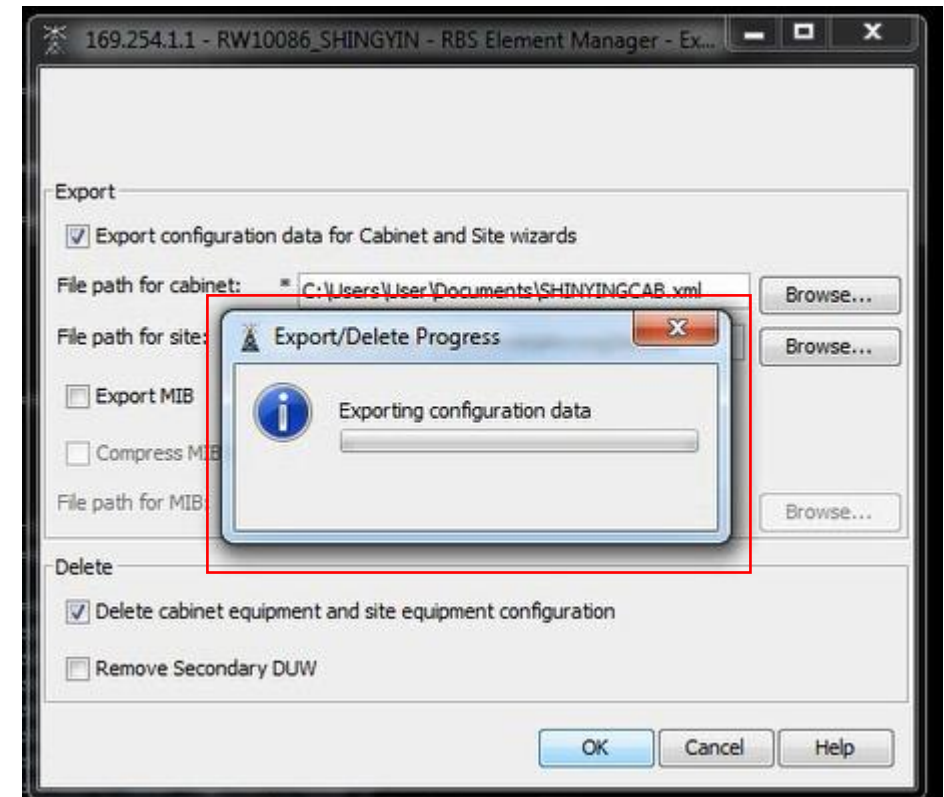 169.254.1.1 - RW10086_SHINGYIN - RBS Element Manager - Ex...
Export
Export configuration data for Cabinet and Site wizards
File path for cabinet: * C:\Users\User\Documents\SHINYINGCAB.xml Browse...
File path for site: Browse...
Export/Delete Progress
Exporting configuration data
Export MIB
Compress MIB
File path for MIB: Browse...
Delete
Delete cabinet equipment and site equipment configuration
Remove Secondary DUW
OK Cancel Help